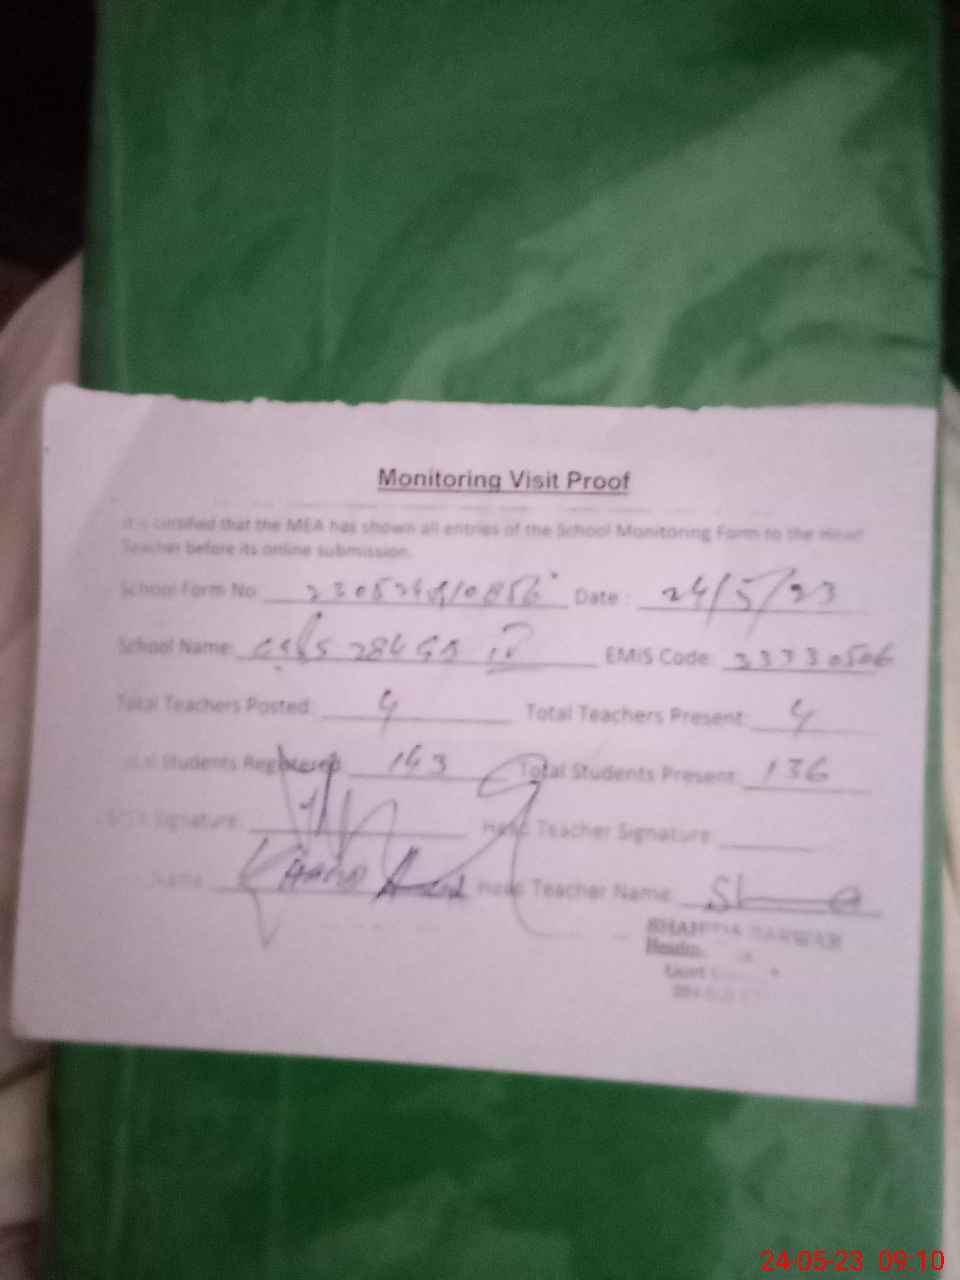 Monitoring Visit Proof
It is certified that the MEA has shown all entries of the School Monitoring Form to the Head
Teacher before its online submission.
School Form No: Date: 24/5/23
School Name: EMIS Code: 33330506
Total Teachers Posted: 4 Total Teachers Present: 4
Total Students Registered: 143 Total Students Present: 136
Signature: Head Teacher Signature:
Name: Head Teacher Name:
SARWAR
24-05-23 09:10